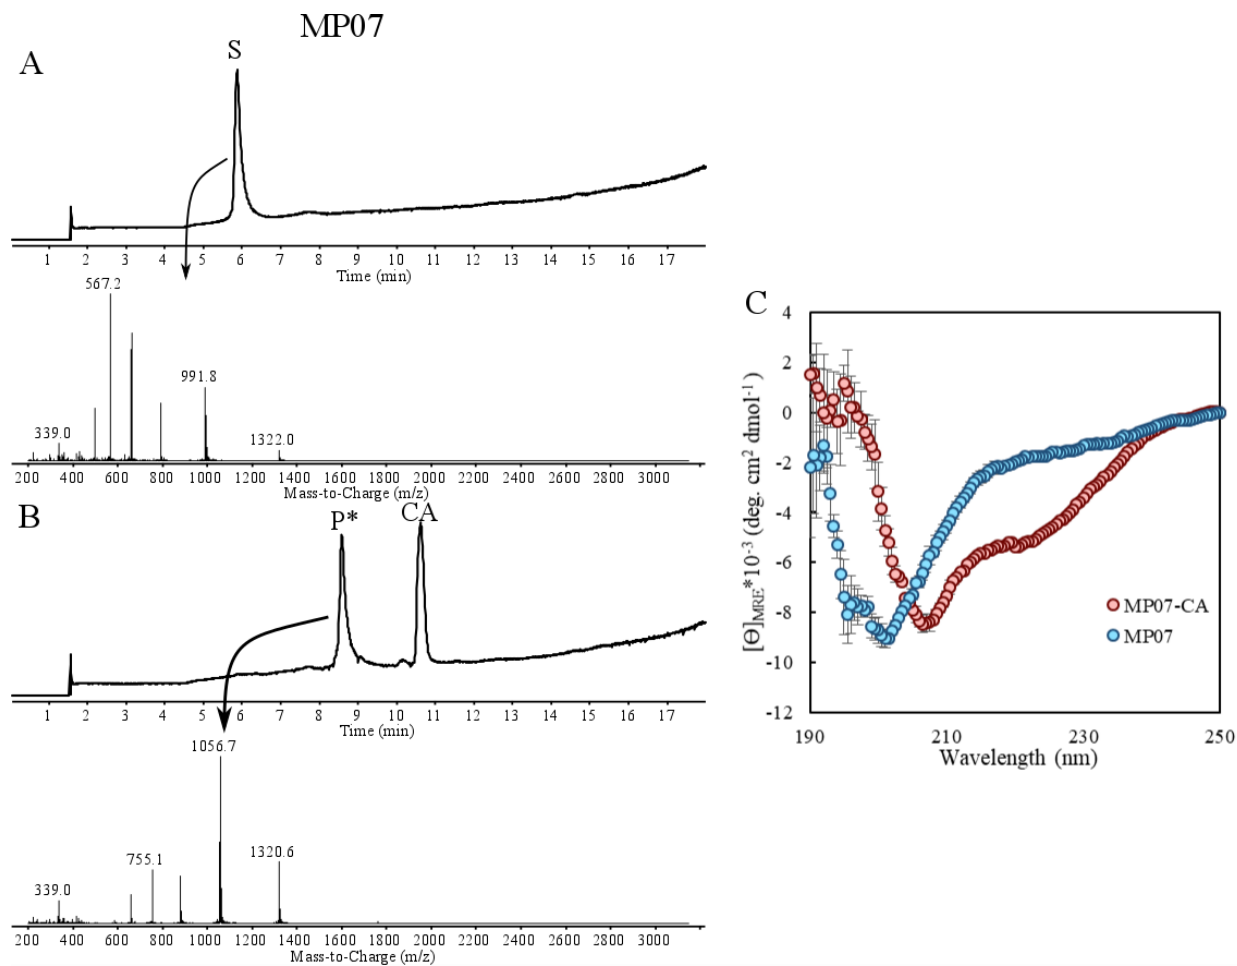 MP07
A
S
1 2 3 4 5 6 7 8 9 10 11 12 13 14 15 16 17
Time (min)
567.2
991.8
339.0
1322.0
200 400 600 800 1000 1200 1400 1600 1800 2000 2200 2400 2600 2800 3000
Mass-to-Charge (m/z)
B
P* CA
1 2 3 4 5 6 7 8 9 10 11 12 13 14 15 16 17
Time (min)
1056.7
755.1
1320.6
339.0
200 400 600 800 1000 1200 1400 1600 1800 2000 2200 2400 2600 2800 3000
Mass-to-Charge (m/z)
C
[Θ]MRE*10-3 (deg. cm2 dmol-1)
4
2
0
-2
-4
-6
-8
-10
-12
MP07-CA
MP07
190 210 230 250
Wavelength (nm)